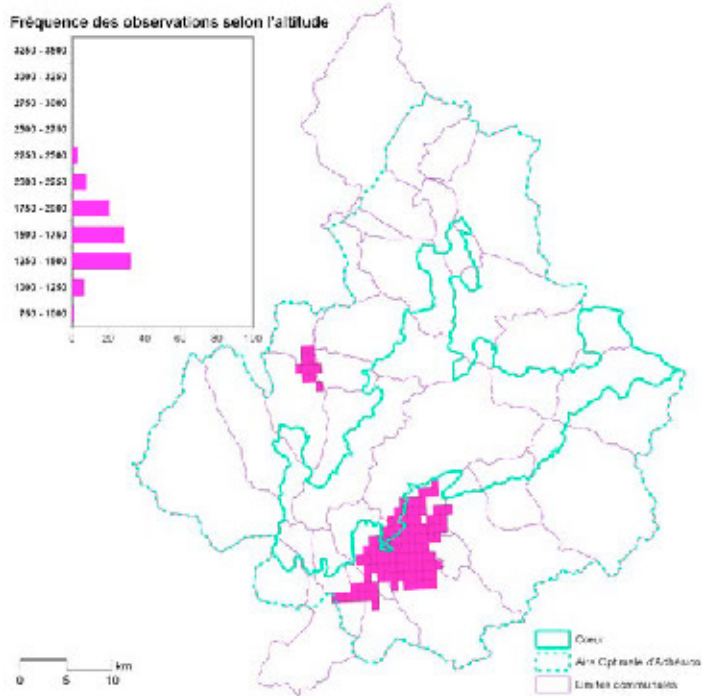 Fréquence des observations selon l'altitude
3250 - 3500
3000 - 3250
2750 - 3000
2500 - 2750
2250 - 2500
2000 - 2250
1750 - 2000
1500 - 1750
1250 - 1500
1000 - 1250
750 - 1000
0 20 40 60 80 100
Coeur
Aire Optimale d'Adhésion
Limites communales
km
0 5 10